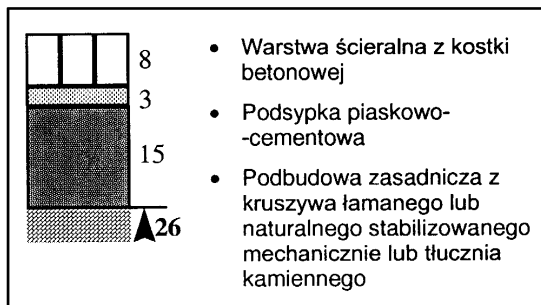 8
3
15
26
• Warstwa ścieralna z kostki
betonowej
• Podsypka piaskowo-
-cementowa
• Podbudowa zasadnicza z
kruszywa łamanego lub
naturalnego stabilizowanego
mechanicznie lub tłucznia
kamiennego